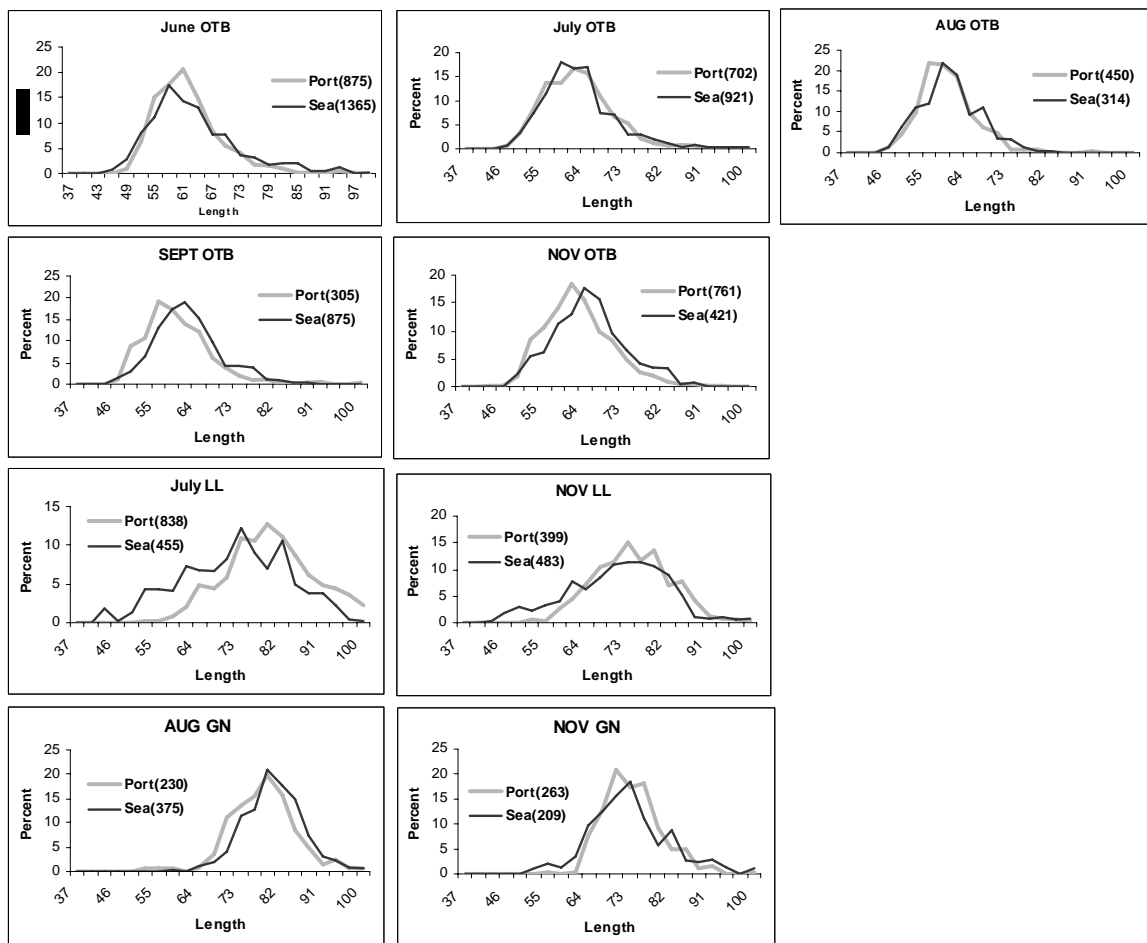 June OTB
25
20
15
10
5
0
Port(875)
Sea(1365)
37 43 49 55 61 67 73 79 85 91 97
Length
July OTB
Percent
20
15
10
5
0
Port(702)
Sea(921)
37 46 55 64 73 82 91 100
Length
AUG OTB
Percent
25
20
15
10
5
0
Port(450)
Sea(314)
37 46 55 64 73 82 91 100
Length
SEPT OTB
Percent
25
20
15
10
5
0
Port(305)
Sea(875)
37 46 55 64 73 82 91 100
Length
NOV OTB
Percent
20
15
10
5
0
Port(761)
Sea(421)
37 46 55 64 73 82 91 100
Length
July LL
Percent
15
10
5
0
Port(838)
Sea(455)
37 46 55 64 73 82 91 100
Length
NOV LL
Percent
20
15
10
5
0
Port(399)
Sea(483)
37 46 55 64 73 82 91 100
Length
AUG GN
Percent
25
20
15
10
5
0
Port(230)
Sea(375)
37 46 55 64 73 82 91 100
Length
NOV GN
Percent
25
20
15
10
5
0
Port(263)
Sea(209)
37 46 55 64 73 82 91 100
Length